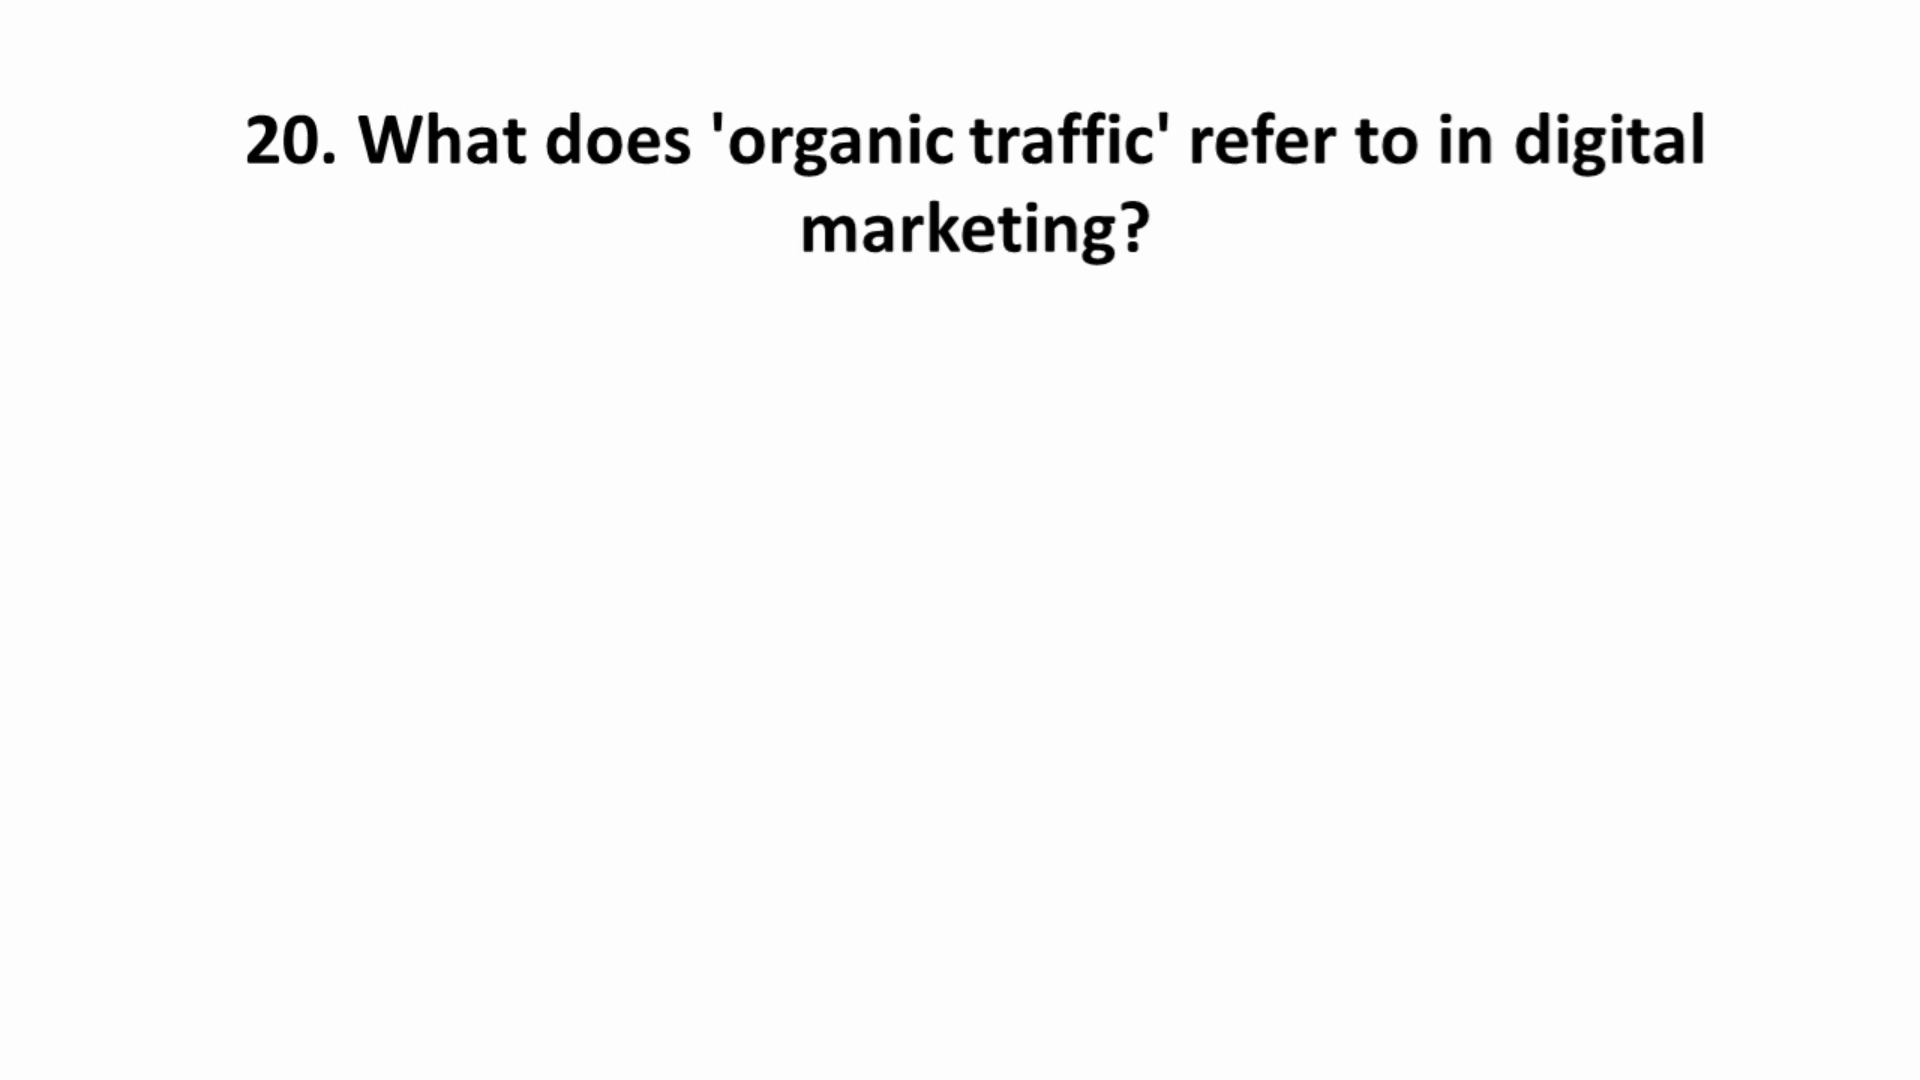 20. What does 'organic traffic' refer to in digital
marketing?